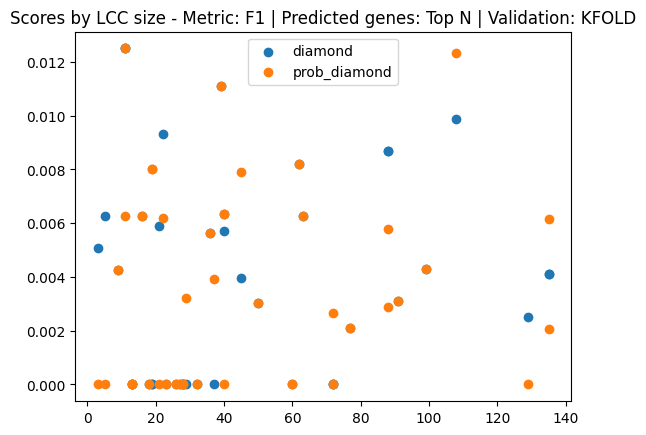 Scores by LCC size - Metric: F1 | Predicted genes: Top N | Validation: KFOLD
diamond
prob_diamond
0.012
0.010
0.008
0.006
0.004
0.002
0.000
0 20 40 60 80 100 120 140